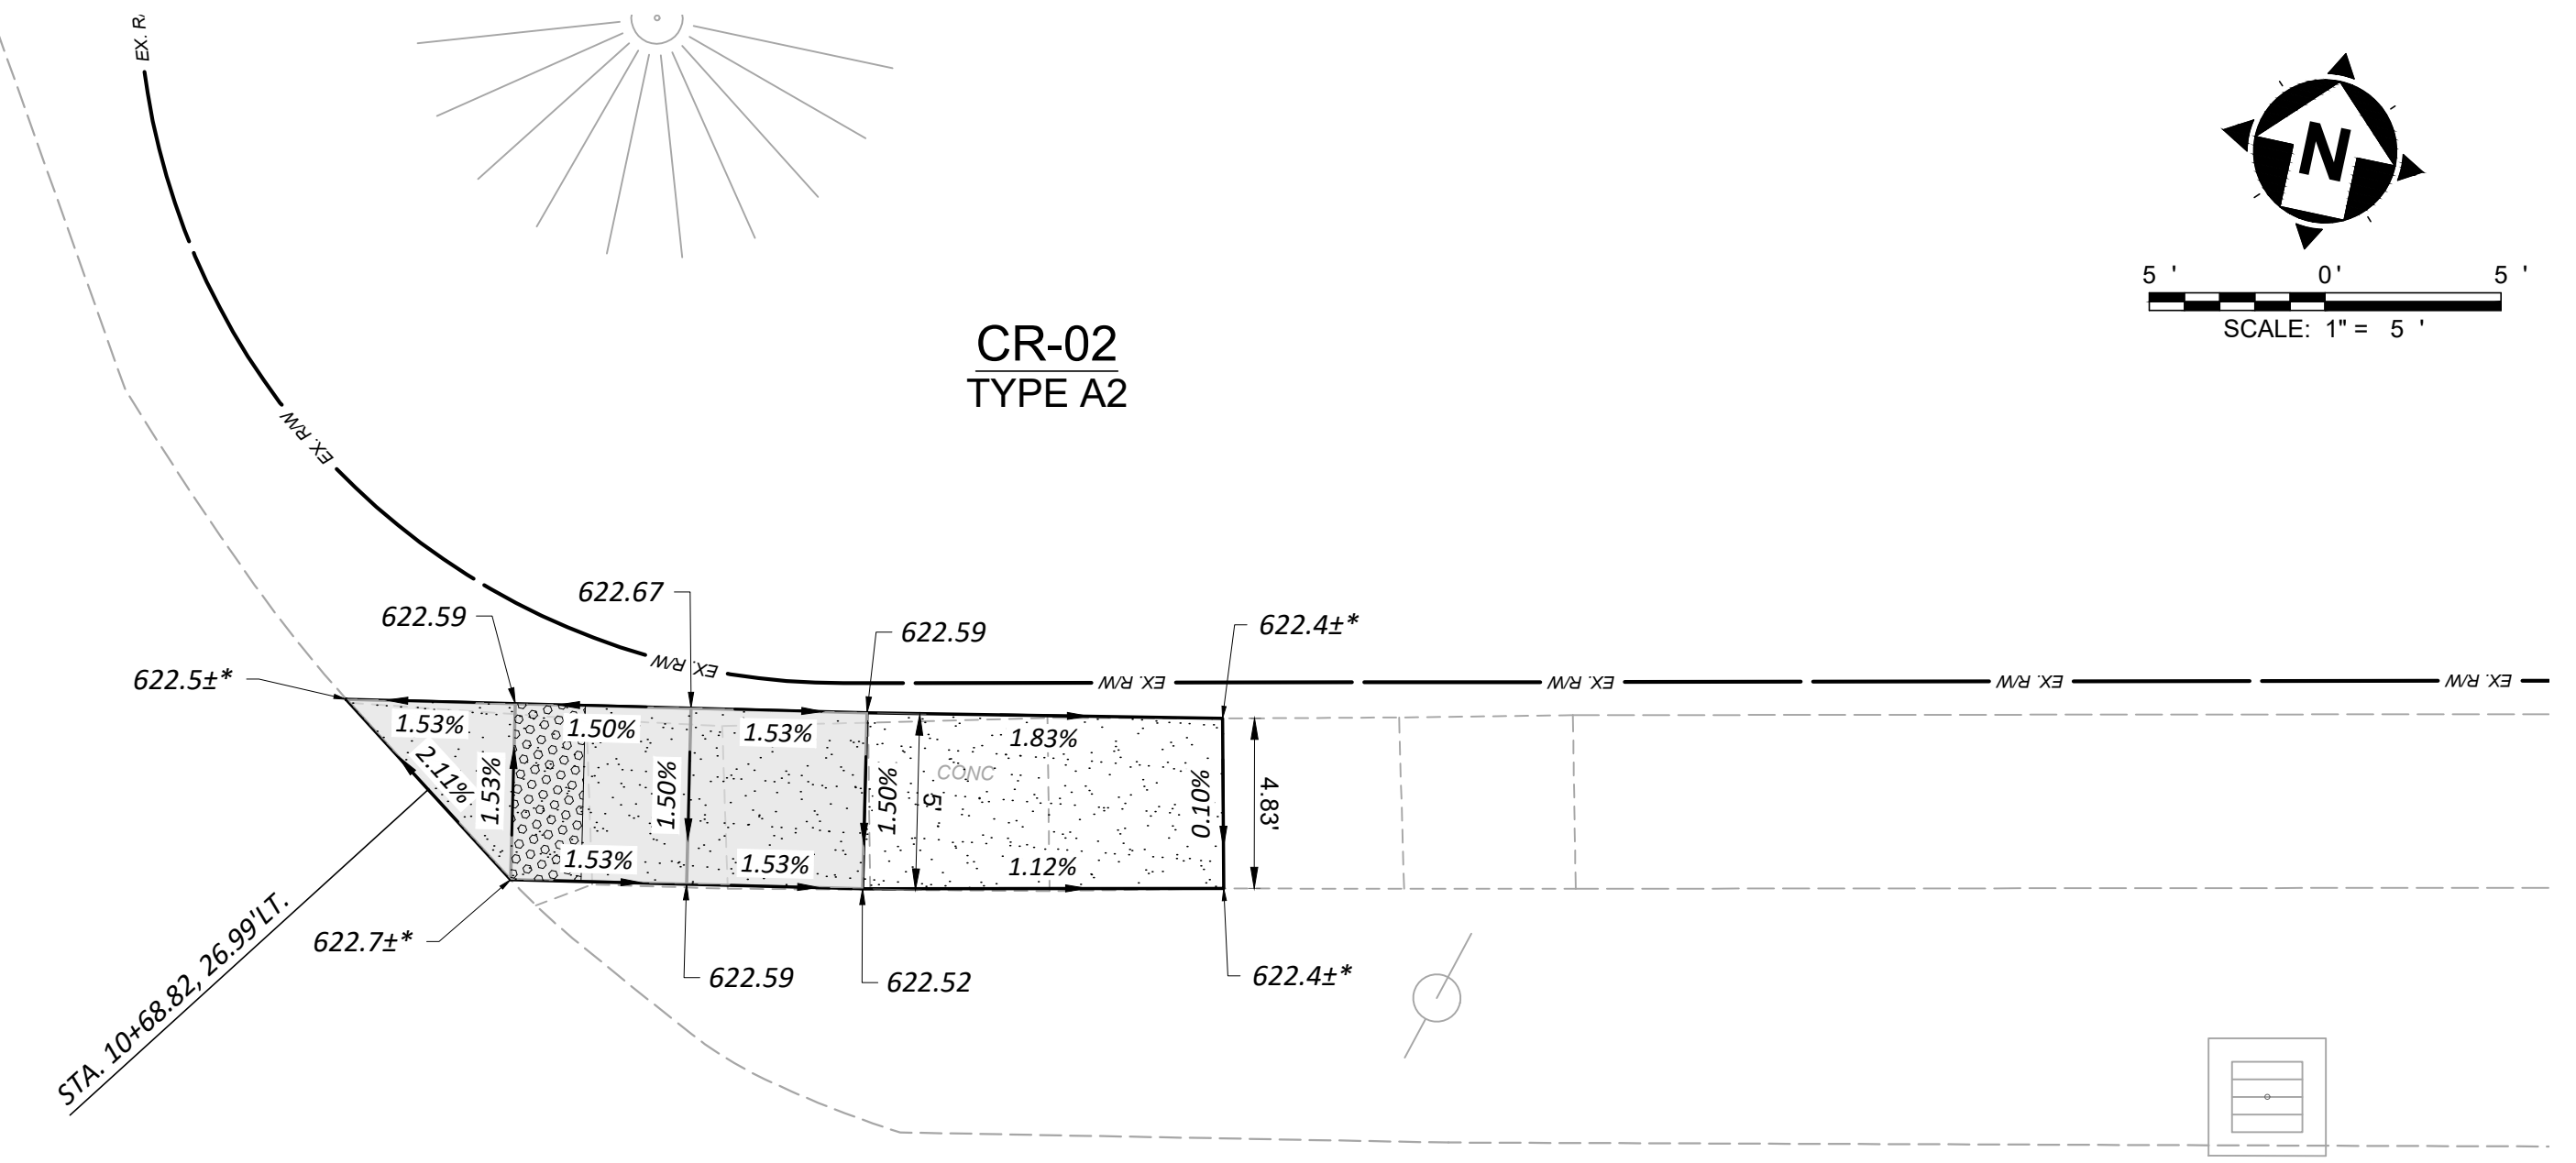 EX. R/
N
5 ' 0' 5 '
SCALE: 1" = 5 '
CR-02
TYPE A2
EX. R/W
622.67
622.59
622.59
622.4±*
EX. R/W
EX. R/W
EX. R/W
EX. R/W
EX. R/W
622.5±*
1.53%
1.50%
1.53%
1.83%
2.11%
1.53%
1.50%
1.50%
5'
CONC
0.10%
4.83'
1.53%
1.53%
1.12%
STA. 10+68.82, 26.99'LT.
622.7±*
622.59
622.52
622.4±*